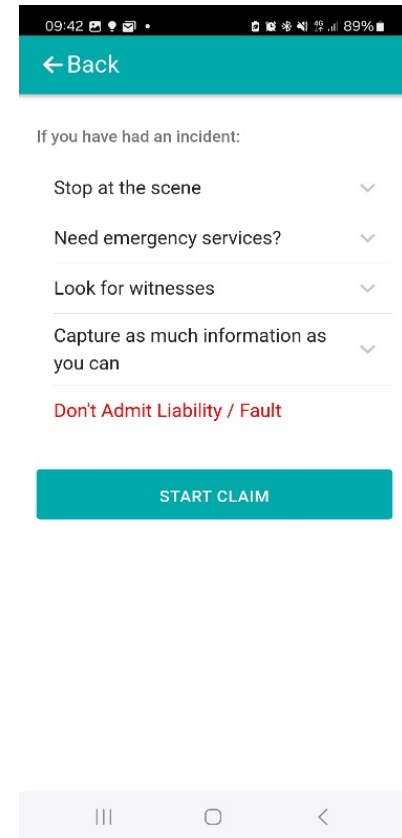 09:42
4G
89%
Back
If you have had an incident:
Stop at the scene
Need emergency services?
Look for witnesses
Capture as much information as
you can
Don't Admit Liability / Fault
START CLAIM